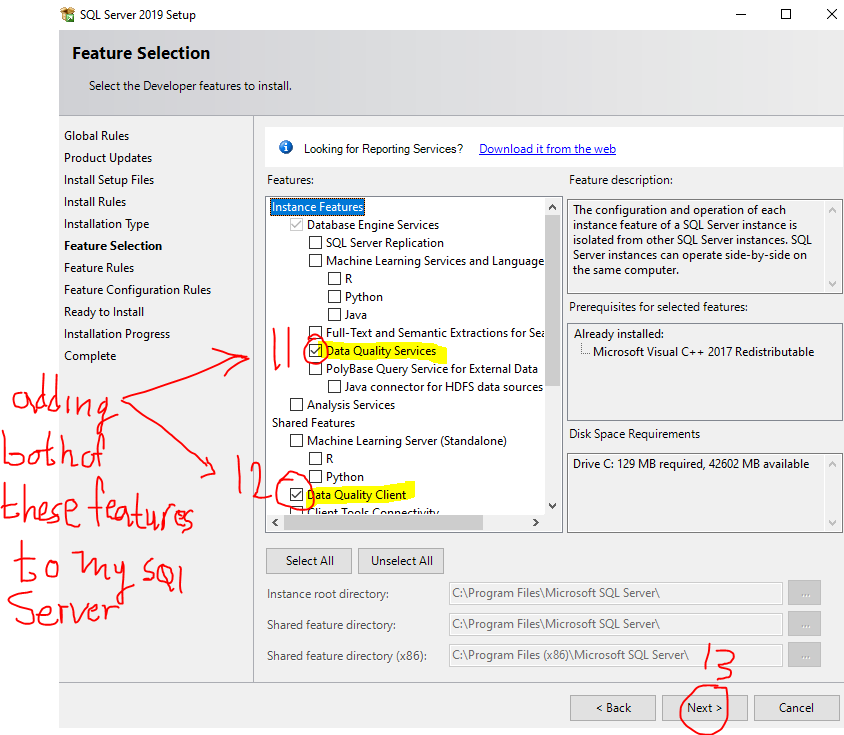 SQL Server 2019 Setup
Feature Selection
Select the Developer features to install.
Global Rules
Product Updates
Install Setup Files
Install Rules
Installation Type
Feature Selection
Feature Rules
Feature Configuration Rules
Ready to Install
Installation Progress
Complete
adding
both of
these features
to my SQl
Server
Looking for Reporting Services? Download it from the web
Features:
Instance Features
Database Engine Services
SQL Server Replication
Machine Learning Services and Language
R
Python
Java
Full-Text and Semantic Extractions for Sea
11 Data Quality Services
PolyBase Query Service for External Data
Java connector for HDFS data sources
Analysis Services
Shared Features
Machine Learning Server (Standalone)
R
Python
12 Data Quality Client
Client Tools Connectivity
Feature description:
The configuration and operation of each
instance feature of a SQL Server instance is
isolated from other SQL Server instances. SQL
Server instances can operate side-by-side on
the same computer.
Prerequisites for selected features:
Already installed:
Microsoft Visual C++ 2017 Redistributable
Disk Space Requirements
Drive C: 129 MB required, 42602 MB available
Select All
Unselect All
Instance root directory: C:\Program Files\Microsoft SQL Server\ ...
Shared feature directory: C:\Program Files\Microsoft SQL Server\ ...
Shared feature directory (x86): C:\Program Files (x86)\Microsoft SQL Server\ ...
13
< Back
Next >
Cancel